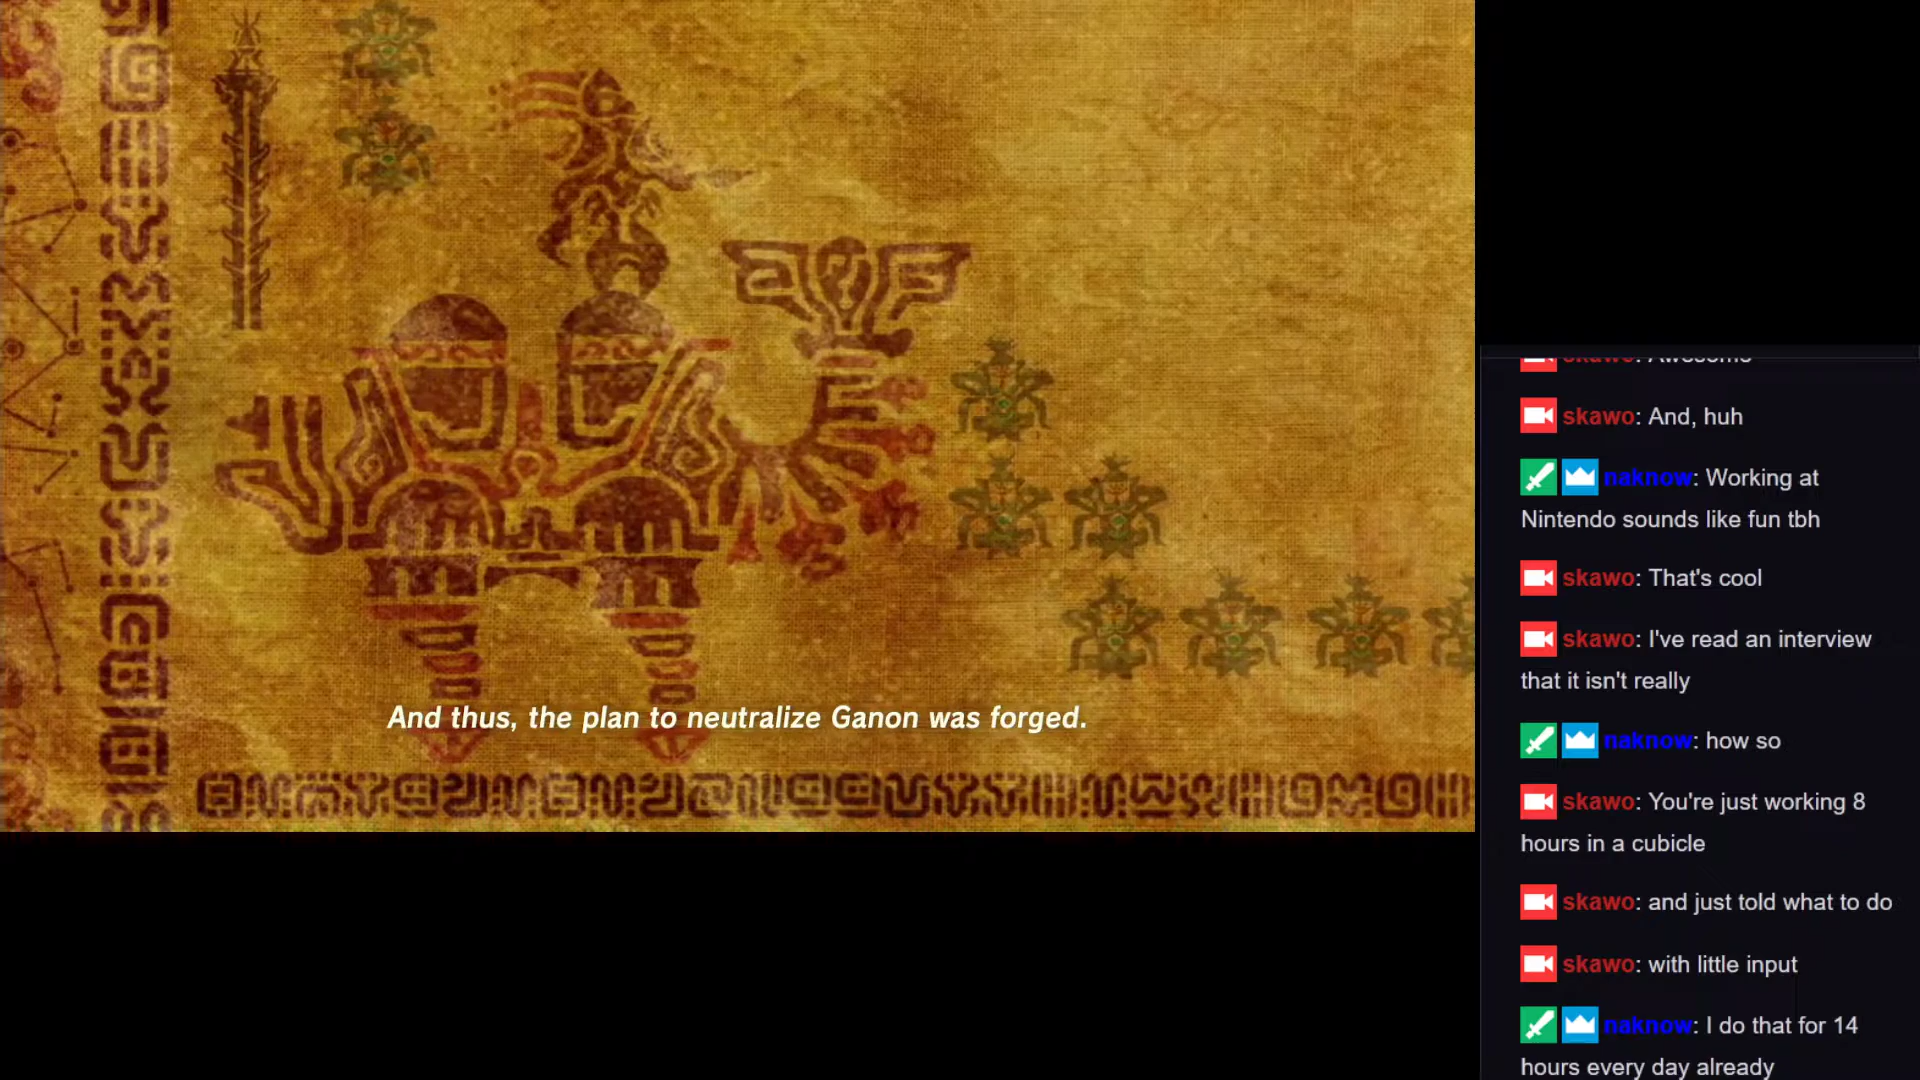 And thus, the plan to neutralize Ganon was forged.
skawo: Awesome
skawo: And, huh
naknow: Working at
Nintendo sounds like fun tbh
skawo: That's cool
skawo: I've read an interview
that it isn't really
naknow: how so
skawo: You're just working 8
hours in a cubicle
skawo: and just told what to do
skawo: with little input
naknow: I do that for 14
hours every day already